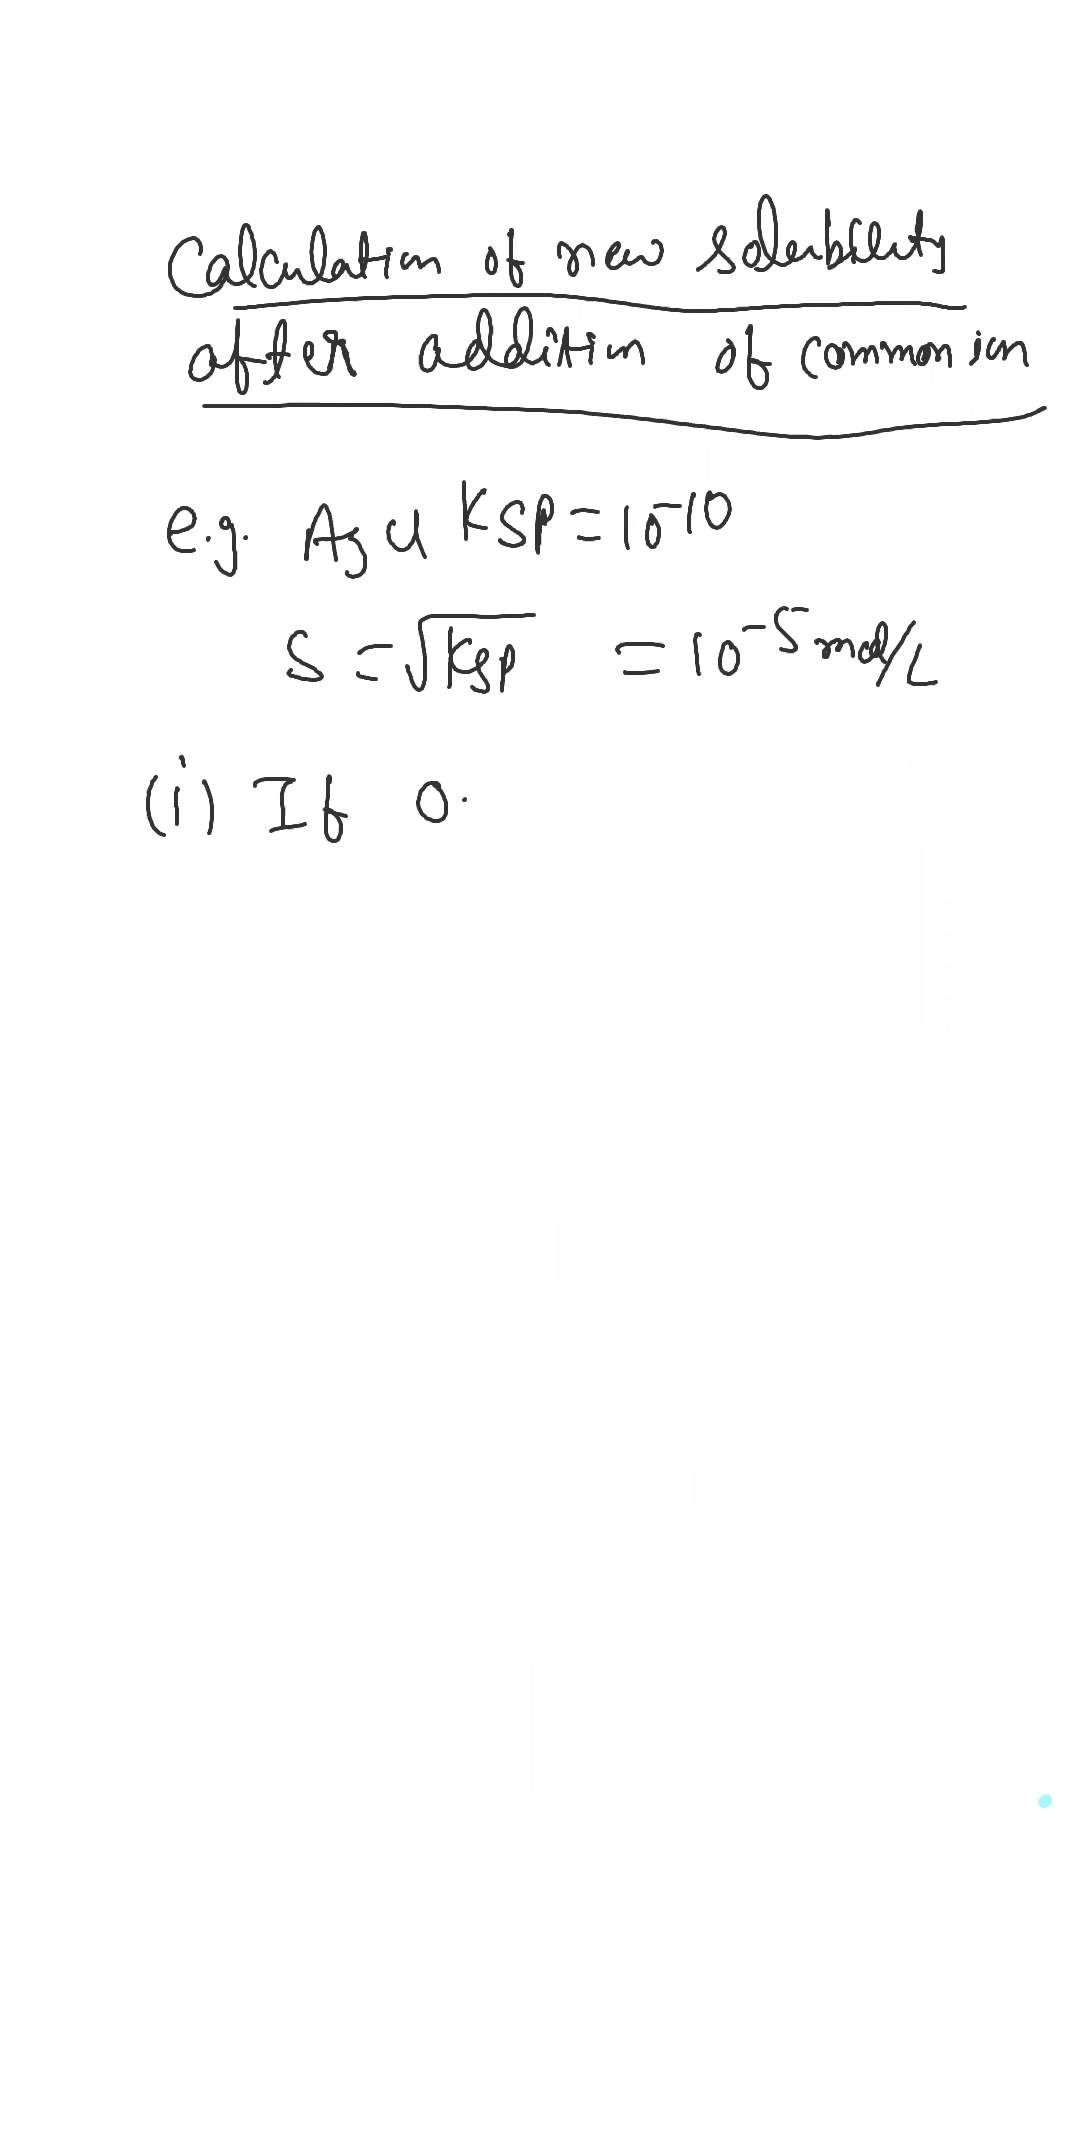 Calculation of new solubility
after addition of common ion
e.g. AgCl Ksp = 10⁻¹⁰
S = √Ksp = 10⁻⁵ mol/L
(i) If 0.